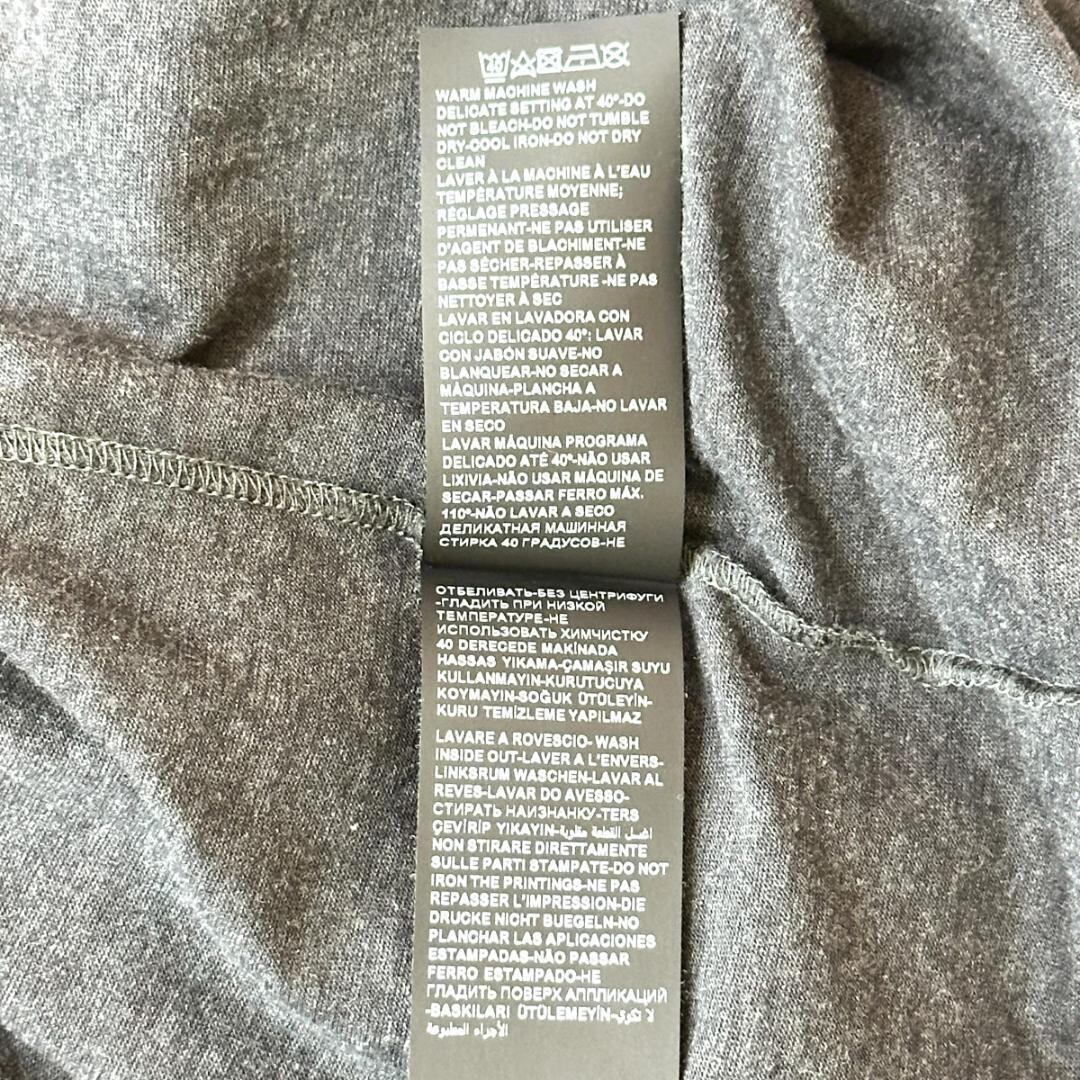 WARM MACHINE WASH
DELICATE SETTING AT 40°-DO
NOT BLEACH-DO NOT TUMBLE
DRY-COOL IRON-DO NOT DRY
CLEAN
LAVER À LA MACHINE À L'EAU
TEMPÉRATURE MOYENNE;
RÉGLAGE PRESSAGE
PERMENANT-NE PAS UTILISER
D'AGENT DE BLACHIMENT-NE
PAS SÉCHER-REPASSER À
BASSE TEMPÉRATURE -NE PAS
NETTOYER À SEC
LAVAR EN LAVADORA CON
CICLO DELICADO 40°: LAVAR
CON JABÓN SUAVE-NO
BLANQUEAR-NO SECAR A
MÁQUINA-PLANCHA A
TEMPERATURA BAJA-NO LAVAR
EN SECO
LAVAR MÁQUINA PROGRAMA
DELICADO ATÉ 40°-NÃO USAR
LIXIVIA-NÃO USAR MÁQUINA DE
SECAR-PASSAR FERRO MÁX.
110°-NÃO LAVAR A SECO
ДЕЛИКАТНАЯ МАШИННАЯ
СТИРКА 40 ГРАДУСОВ-НЕ
ОТБЕЛИВАТЬ-БЕЗ ЦЕНТРИФУГИ
-ГЛАДИТЬ ПРИ НИЗКОЙ
ТЕМПЕРАТУРЕ-НЕ
ИСПОЛЬЗОВАТЬ ХИМЧИСТКУ
40 DERECEDE MAKİNADA
HASSAS YIKAMA-ÇAMAŞIR SUYU
KULLANMAYIN-KURUTUCUYA
KOYMAYIN-SOĞUK ÜTÜLEYİN-
KURU TEMİZLEME YAPILMAZ
LAVARE A ROVESCIO- WASH
INSIDE OUT-LAVER A L'ENVERS-
LINKSRUM WASCHEN-LAVAR AL
REVES-LAVAR DO AVESSO-
СТИРАТЬ НАИЗНАНКУ-TERS
ÇEVİRİP YIKAYIN-اغسل القطعة مقلوبة
NON STIRARE DIRETTAMENTE
SULLE PARTI STAMPATE-DO NOT
IRON THE PRINTINGS-NE PAS
REPASSER L'IMPRESSION-DIE
DRUCKE NICHT BUEGELN-NO
PLANCHAR LAS APLICACIONES
ESTAMPADAS-NÃO PASSAR
FERRO ESTAMPADO-НЕ
ГЛАДИТЬ ПОВЕРХ АППЛИКАЦИЙ
-BASKILARI ÜTÜLEMEYİN-لا تكوي
الأجزاء المطبوعة